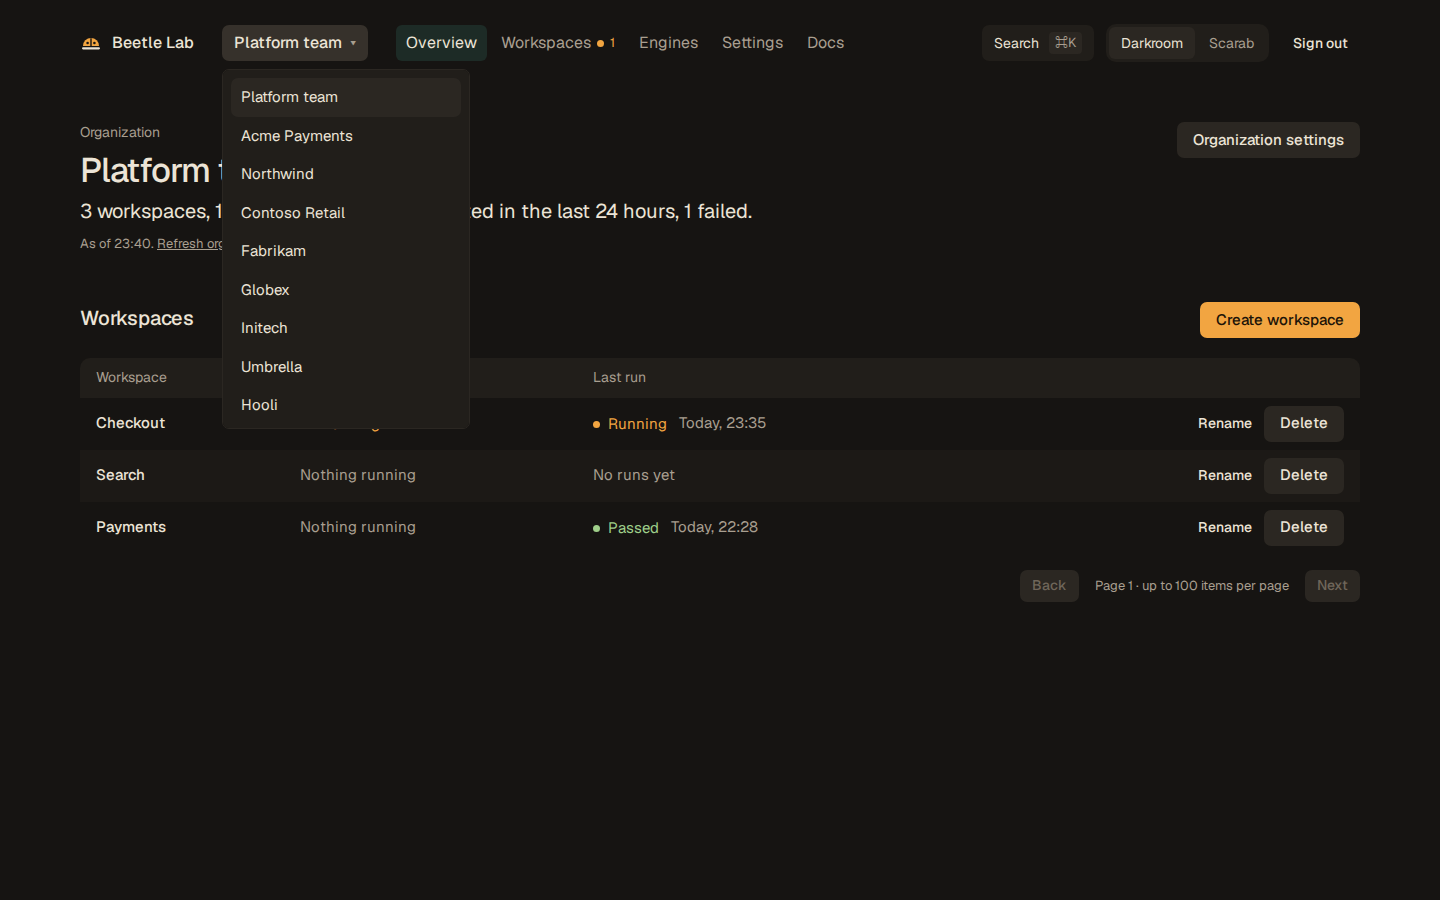 Beetle Lab Platform team Overview Workspaces 1 Engines Settings Docs Search ⌘K Darkroom Scarab Sign out
Platform team
Acme Payments
Northwind
Contoso Retail
Fabrikam
Globex
Initech
Umbrella
Hooli
Organization
Organization settings
Platform
3 workspaces, 1 in the last 24 hours, 1 failed.
As of 23:40. Refresh
Workspaces
Create workspace
Workspace Last run
Checkout Running Today, 23:35 Rename Delete
Search Nothing running No runs yet Rename Delete
Payments Nothing running Passed Today, 22:28 Rename Delete
Back Page 1 · up to 100 items per page Next